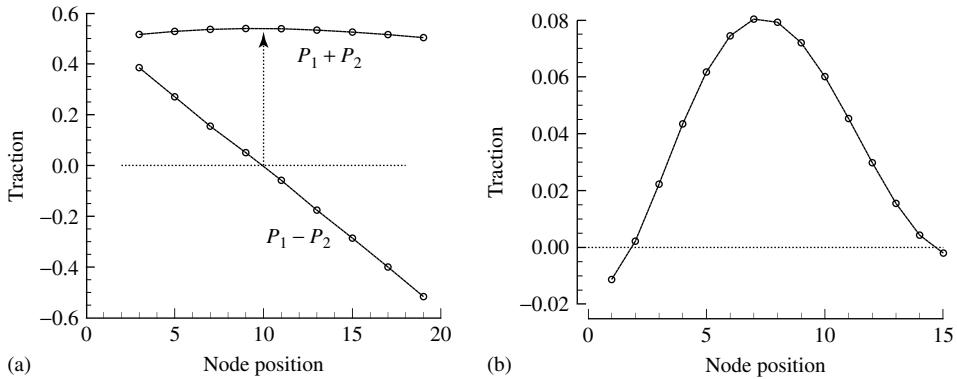 0.6
0.4
0.2
0.0
−0.2
−0.4
−0.6
Traction
0 5 10 15 20
Node position
P1 + P2
P1 − P2
(a)
0.08
0.06
0.04
0.02
0.00
−0.02
Traction
0 5 10 15
Node position
(b)